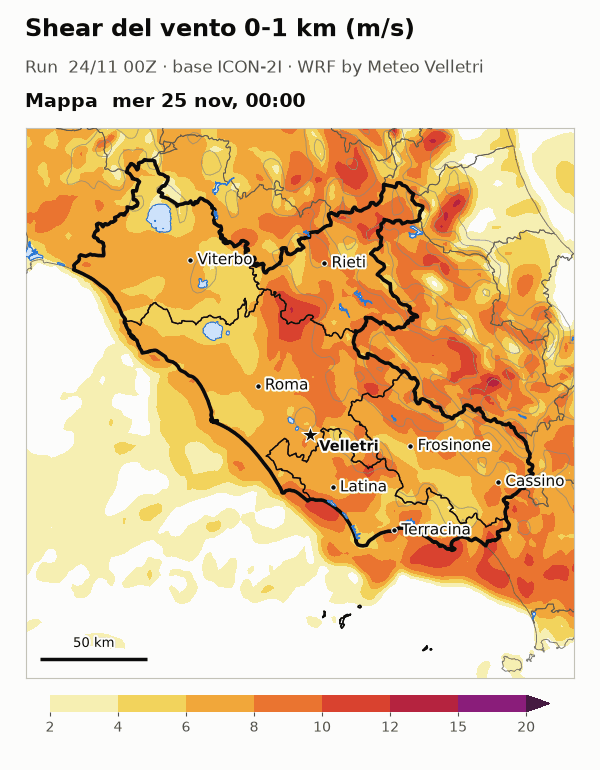 Shear del vento 0-1 km (m/s)
Run  24/11 00Z · base ICON-2I · WRF by Meteo Velletri
Mappa  mer 25 nov, 00:00
Viterbo
Rieti
Roma
Velletri
Frosinone
Latina
Cassino
Terracina
50 km
2 4 6 8 10 12 15 20